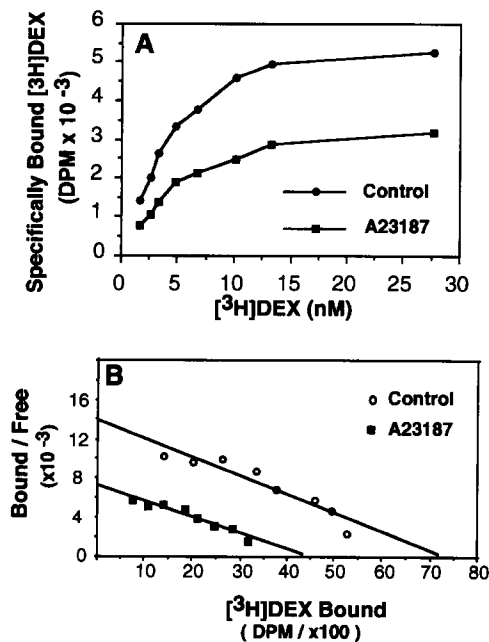 A
Specifically Bound [3H]DEX
(DPM x 10 -3)
6
5
4
3
2
1
0
Control
A23187
0 5 10 15 20 25 30
[3H]DEX (nM)
B
Bound / Free
(x10 -3)
16
12
8
4
0
Control
A23187
10 20 30 40 50 60 70 80
[3H]DEX Bound
( DPM / x100 )